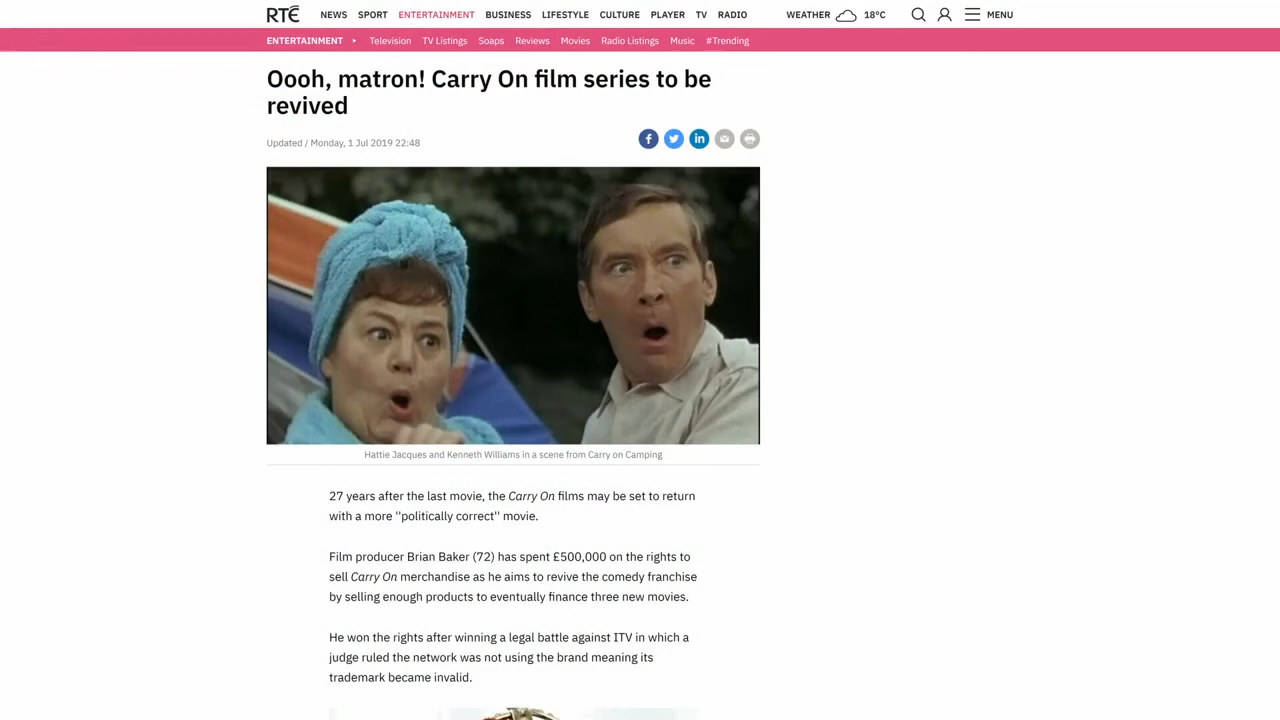 RTÉ NEWS SPORT ENTERTAINMENT BUSINESS LIFESTYLE CULTURE PLAYER TV RADIO WEATHER 18°C MENU
ENTERTAINMENT Television TV Listings Soaps Reviews Movies Radio Listings Music #Trending
Oooh, matron! Carry On film series to be
revived
Updated / Monday, 1 Jul 2019 22:48
Hattie Jacques and Kenneth Williams in a scene from Carry on Camping
27 years after the last movie, the Carry On films may be set to return
with a more "politically correct" movie.
Film producer Brian Baker (72) has spent £500,000 on the rights to
sell Carry On merchandise as he aims to revive the comedy franchise
by selling enough products to eventually finance three new movies.
He won the rights after winning a legal battle against ITV in which a
judge ruled the network was not using the brand meaning its
trademark became invalid.